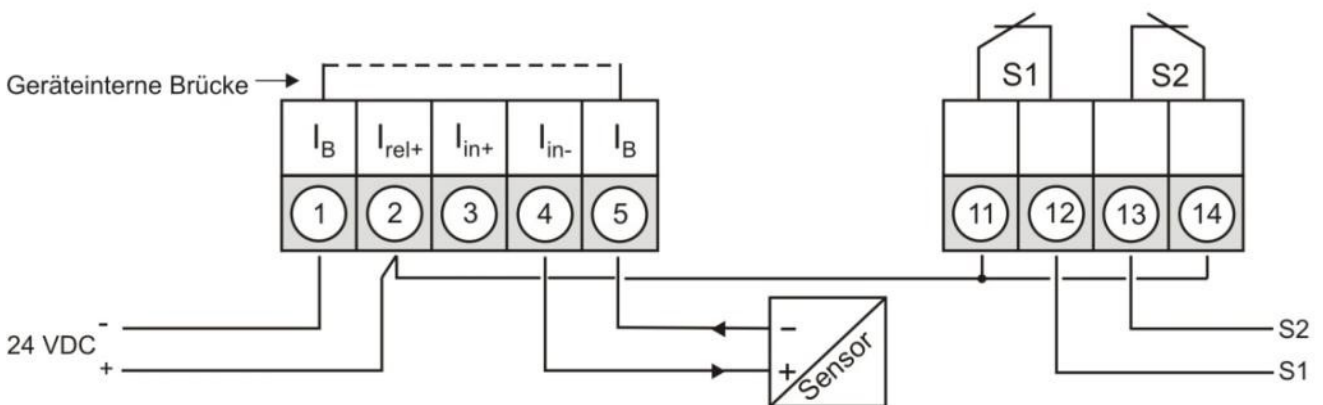 S1 S2
Geräteinterne Brücke
I_B I_rel+ I_in+ I_in- I_B
1 2 3 4 5 11 12 13 14
-
24 VDC
+
- 
+ Sensor
S2
S1